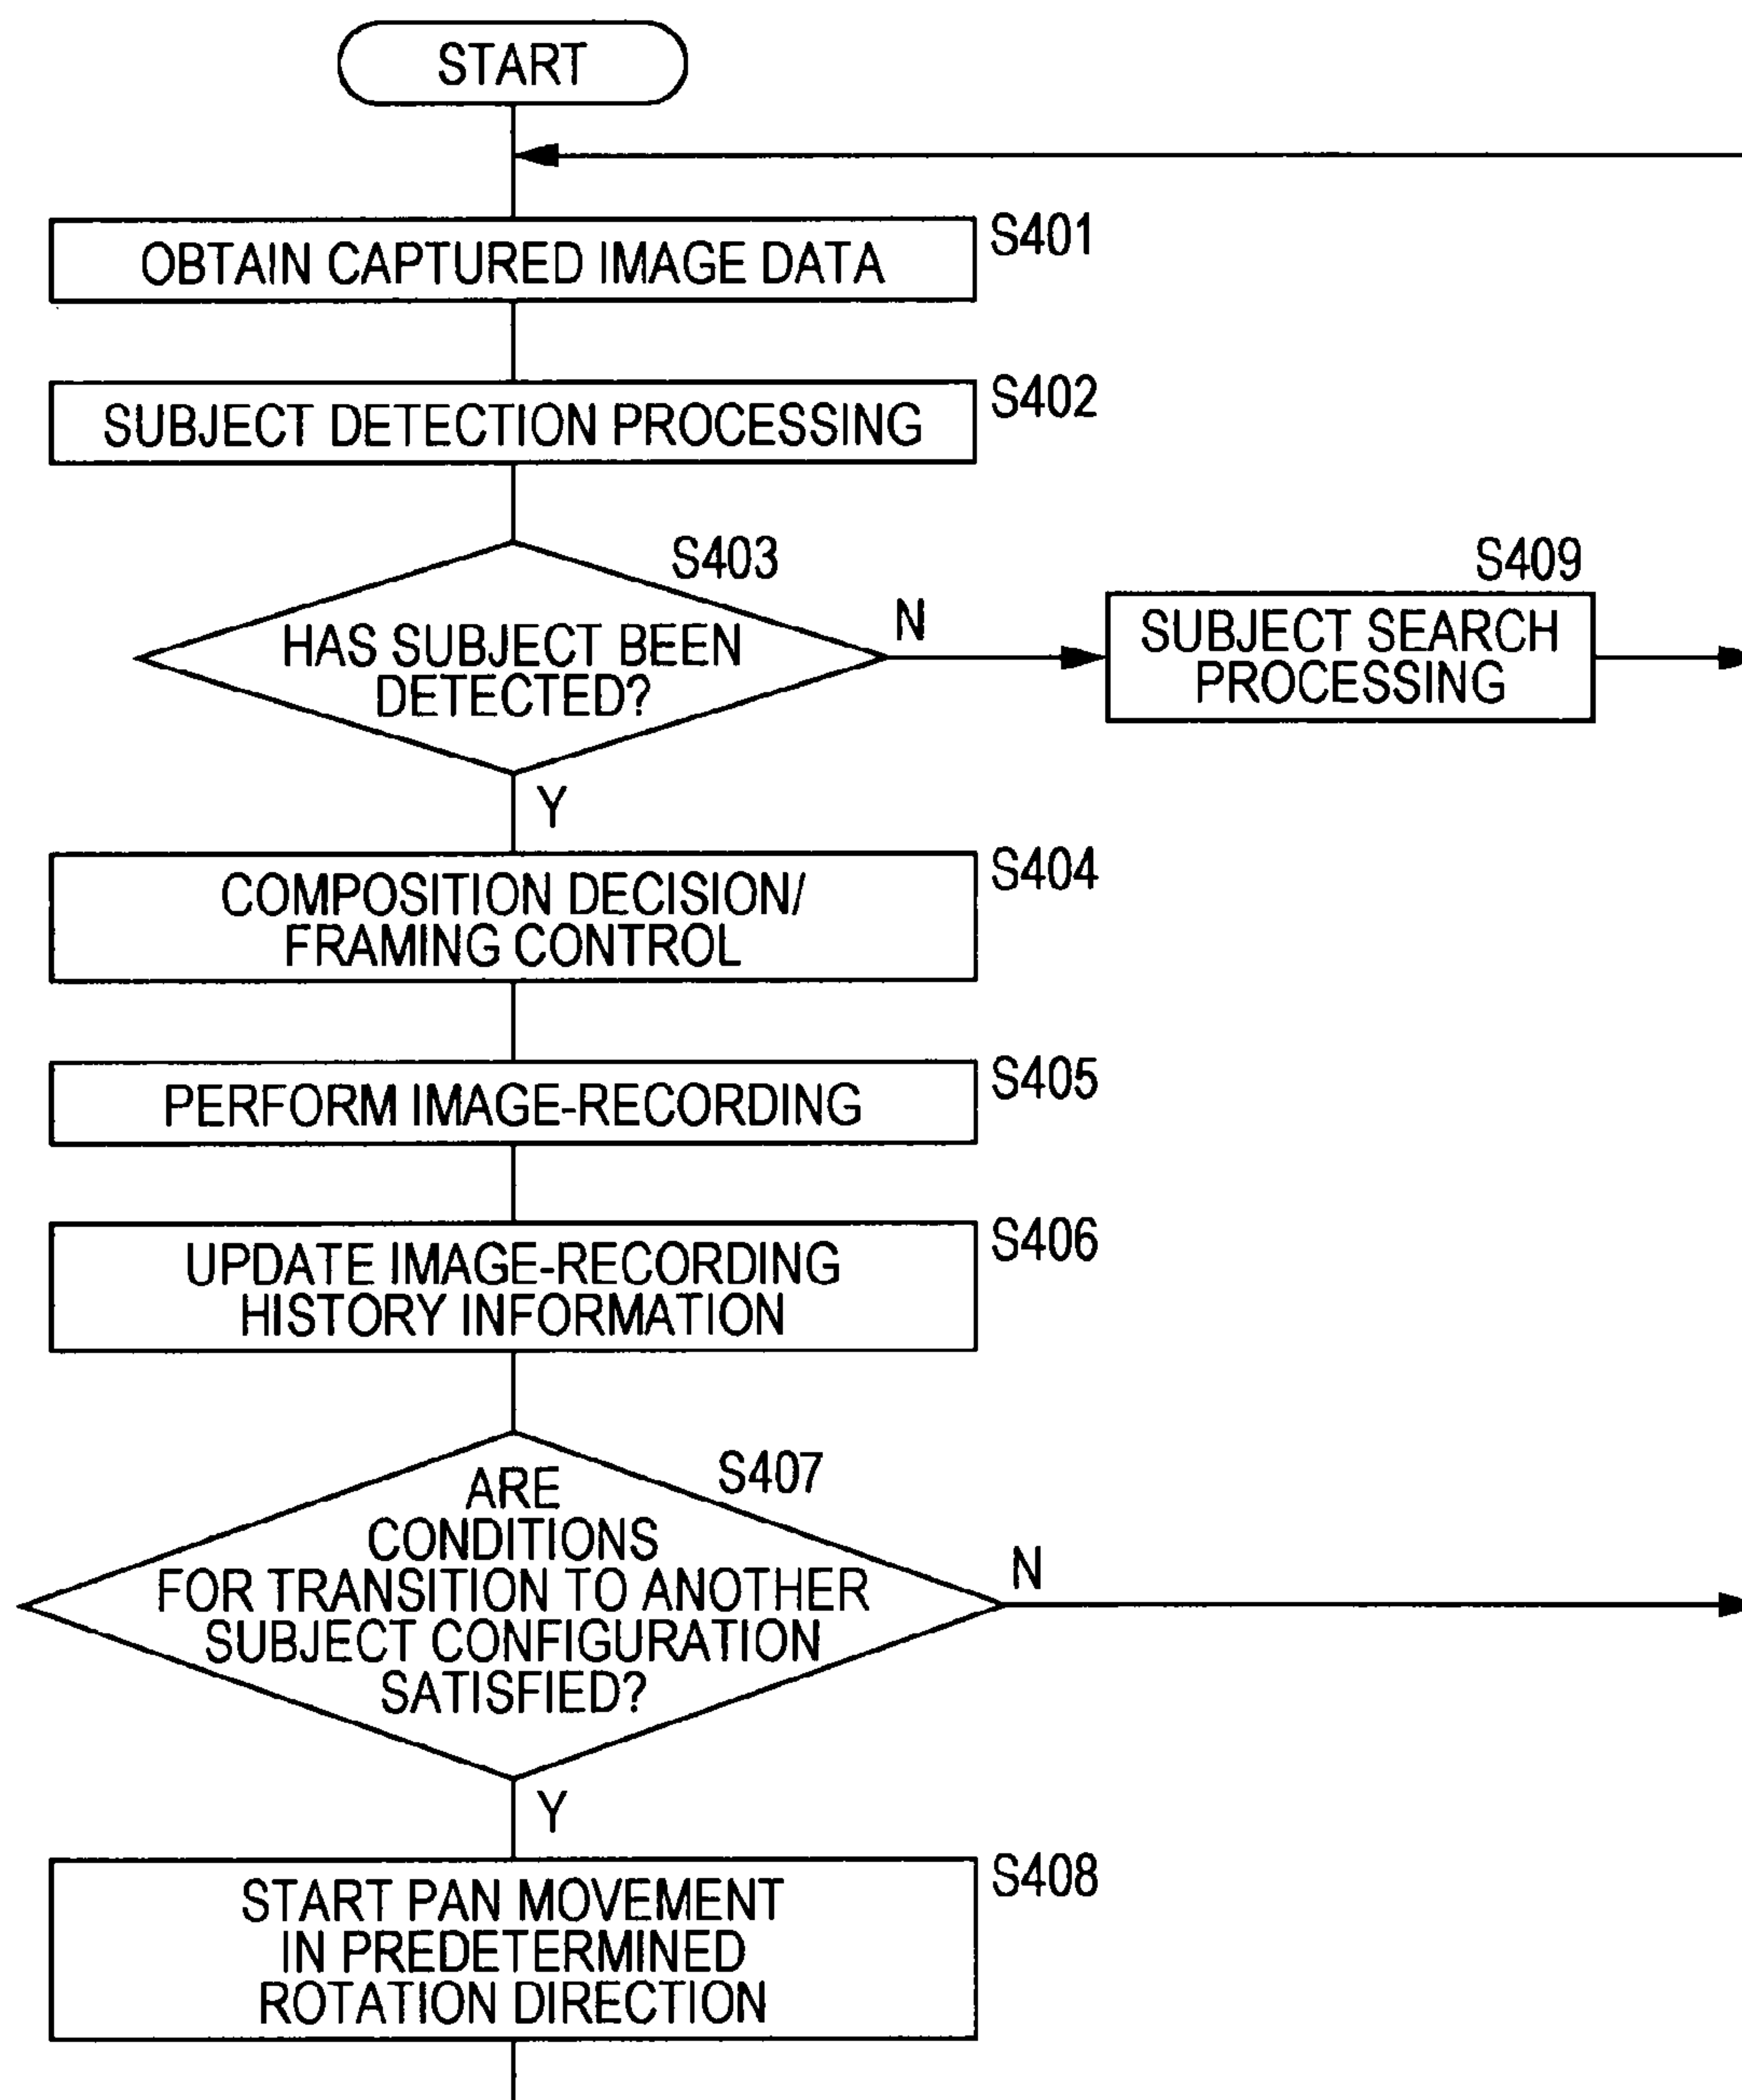 START
OBTAIN CAPTURED IMAGE DATA
S401
SUBJECT DETECTION PROCESSING
S402
S403
HAS SUBJECT BEEN
DETECTED?
N
S409
SUBJECT SEARCH
PROCESSING
Y
COMPOSITION DECISION/
FRAMING CONTROL
S404
PERFORM IMAGE-RECORDING
S405
UPDATE IMAGE-RECORDING
HISTORY INFORMATION
S406
S407
ARE
CONDITIONS
FOR TRANSITION TO ANOTHER
SUBJECT CONFIGURATION
SATISFIED?
N
Y
START PAN MOVEMENT
IN PREDETERMINED
ROTATION DIRECTION
S408